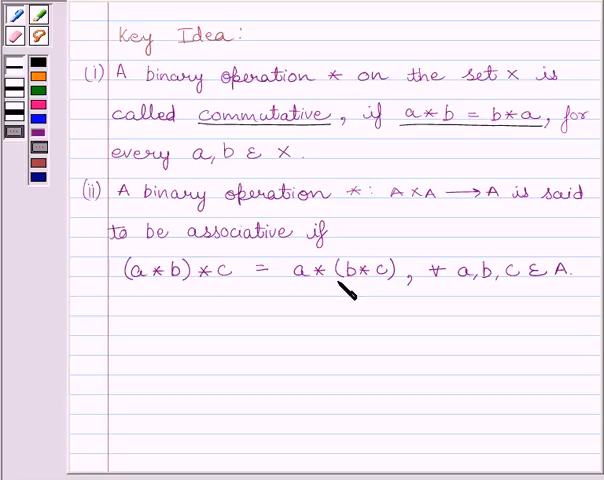 Key Idea:
(i) A binary operation * on the set X is
called commutative, if a * b = b * a, for
every a, b ε X.
(ii) A binary operation *: A × A ⟶ A is said
to be associative if
(a * b) * c = a * (b * c), ∀ a, b, c ε A.